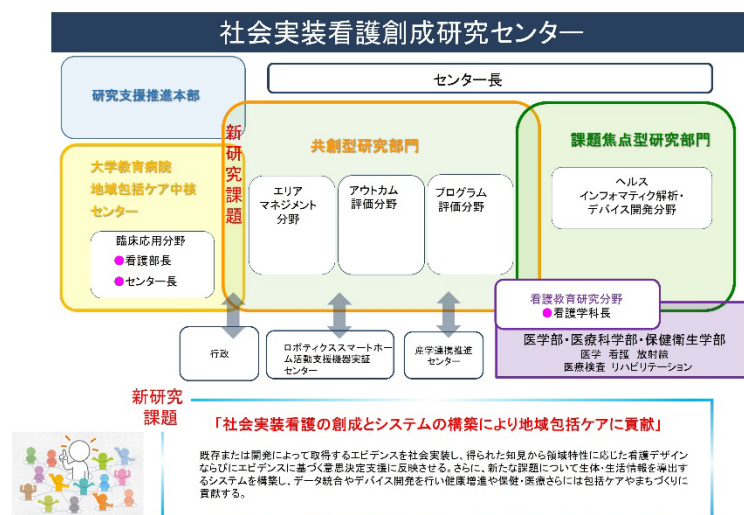 社会実装看護創成研究センター
研究支援推進本部
センター長
新研究課題
共創型研究部門
課題焦点型研究部門
大学教育病院
地域包括ケア中核
センター
臨床応用分野
●看護部長
●センター長
エリア
マネジメント
分野
アウトカム
評価分野
プログラム
評価分野
ヘルス
インフォマティク解析・
デバイス開発分野
看護教育研究分野
●看護学科長
行政
ロボティクススマートホー
ム活動支援機器実証
センター
産学連携推進
センター
医学部・医療科学部・保健衛生学部
医学 看護 放射線
医療検査 リハビリテーション
新研究
課題
「社会実装看護の創成とシステムの構築により地域包括ケアに貢献」
既存または開発によって取得するエビデンスを社会実装し、得られた知見から領域特性に応じた看護デザイン
ならびにエビデンスに基づく意思決定支援に反映させる。さらに、新たな課題について生体・生活情報を導出す
るシステムを構築し、データ統合やデバイス開発を行い健康増進や保健・医療さらには包括ケアやまちづくりに
貢献する。